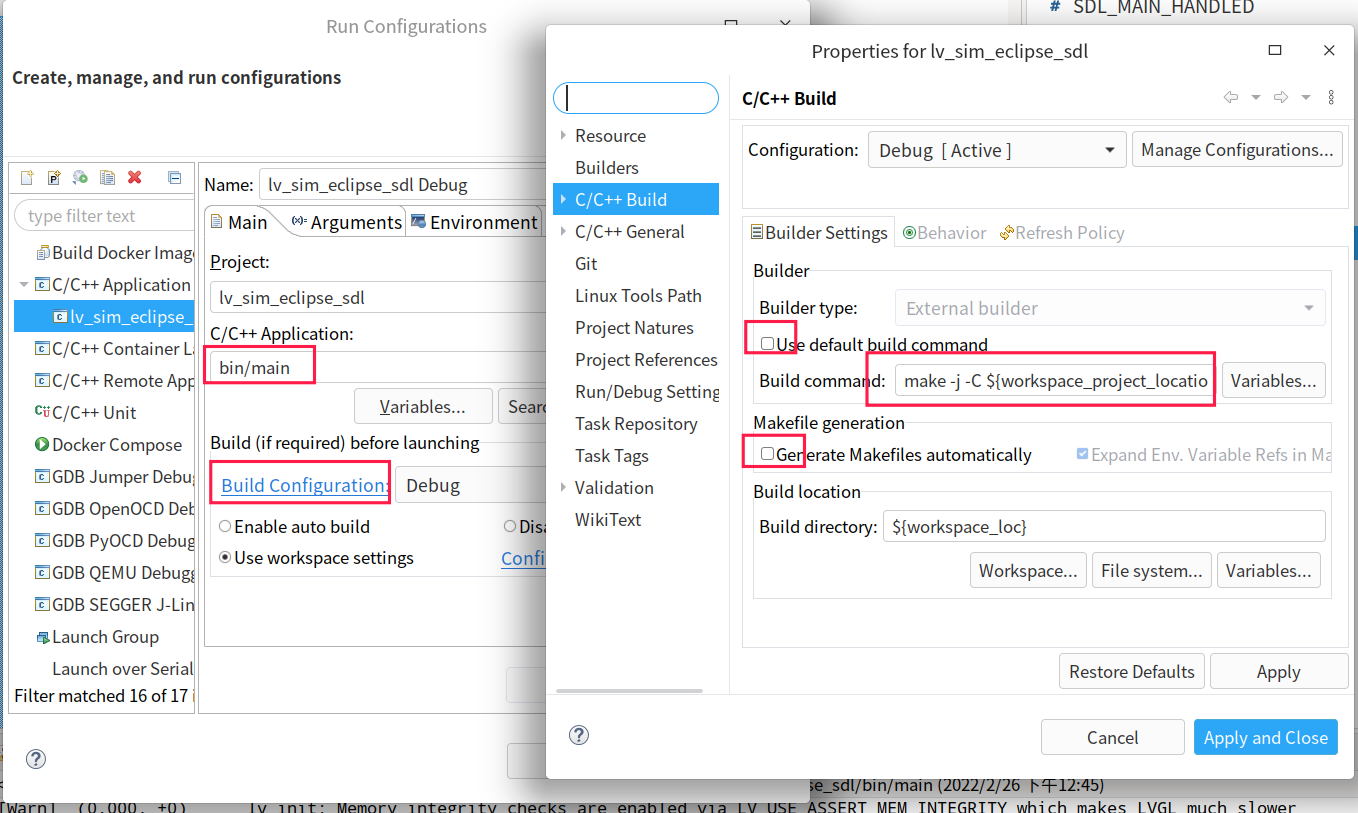 Run Configurations
Create, manage, and run configurations
type filter text
Build Docker Imag
C/C++ Application
lv_sim_eclipse_
C/C++ Container La
C/C++ Remote App
C/C++ Unit
Docker Compose
GDB Jumper Debug
GDB OpenOCD Deb
GDB PyOCD Debug
GDB QEMU Debugg
GDB SEGGER J-Lin
Launch Group
Launch over Serial
Filter matched 16 of 17 i
Name: lv_sim_eclipse_sdl Debug
Main (x)= Arguments Environment
Project:
lv_sim_eclipse_sdl
C/C++ Application:
bin/main
Variables... Searc
Build (if required) before launching
Build Configuration: Debug
Enable auto build Disa
Use workspace settings Confi
# SDL_MAIN_HANDLED
Properties for lv_sim_eclipse_sdl
Resource
Builders
C/C++ Build
C/C++ General
Git
Linux Tools Path
Project Natures
Project References
Run/Debug Setting
Task Repository
Task Tags
Validation
WikiText
C/C++ Build
Configuration: Debug [ Active ] Manage Configurations...
Builder Settings Behavior Refresh Policy
Builder
Builder type: External builder
Use default build command
Build command: make -j -C ${workspace_project_locatio Variables...
Makefile generation
Generate Makefiles automatically Expand Env. Variable Refs in Ma
Build location
Build directory: ${workspace_loc}
Workspace... File system... Variables...
Restore Defaults Apply
Cancel Apply and Close
se_sdl/bin/main (2022/2/26 下午12:45)
[Warn] (0.000, +0) lv_init: Memory integrity checks are enabled via LV_USE_ASSERT_MEM_INTEGRITY which makes LVGL much slower